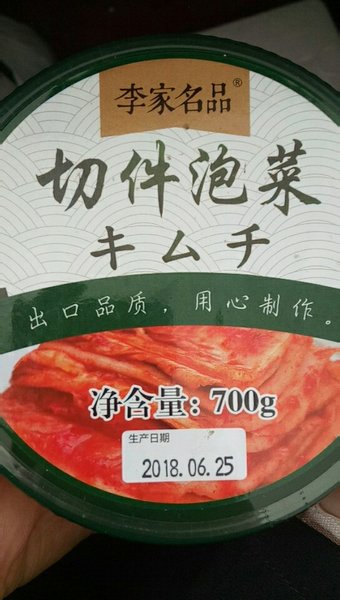 李家名品®
切件泡菜
キムチ
出口品质，用心制作。
净含量：700g
生产日期
2018.06.25